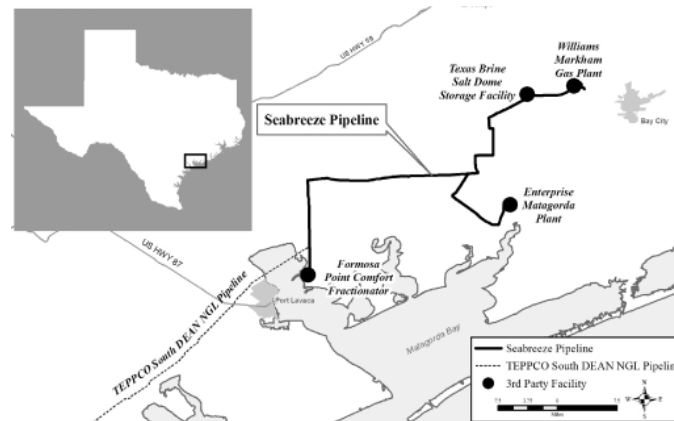 US HWY 59
Williams
Markham
Gas Plant
Texas Brine
Salt Dome
Storage Facility
Bay City
Seabreeze Pipeline
Enterprise
Matagorda
Plant
US HWY 87
Formosa
Point Comfort
Fractionator
Port Lavaca
TEPPCO South DEAN NGL Pipeline
Matagorda Bay
Seabreeze Pipeline
TEPPCO South DEAN NGL Pipeline
3rd Party Facility
N
W
E
S
Miles